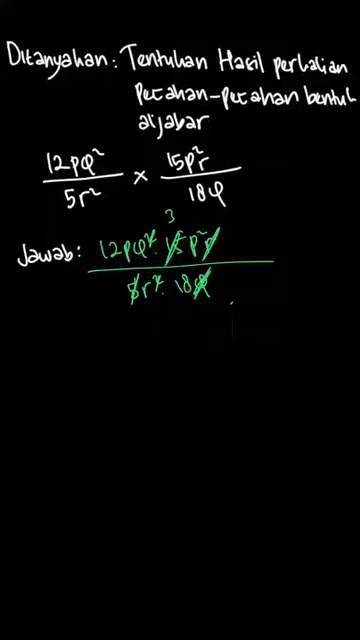 Ditanyakan: Tentukan Hasil perkalian
pecahan-pecahan bentuk
aljabar
12pq²/5r² × 15p²r/18q
Jawab: 12pq² · 15p²r / 5r² · 18q
3